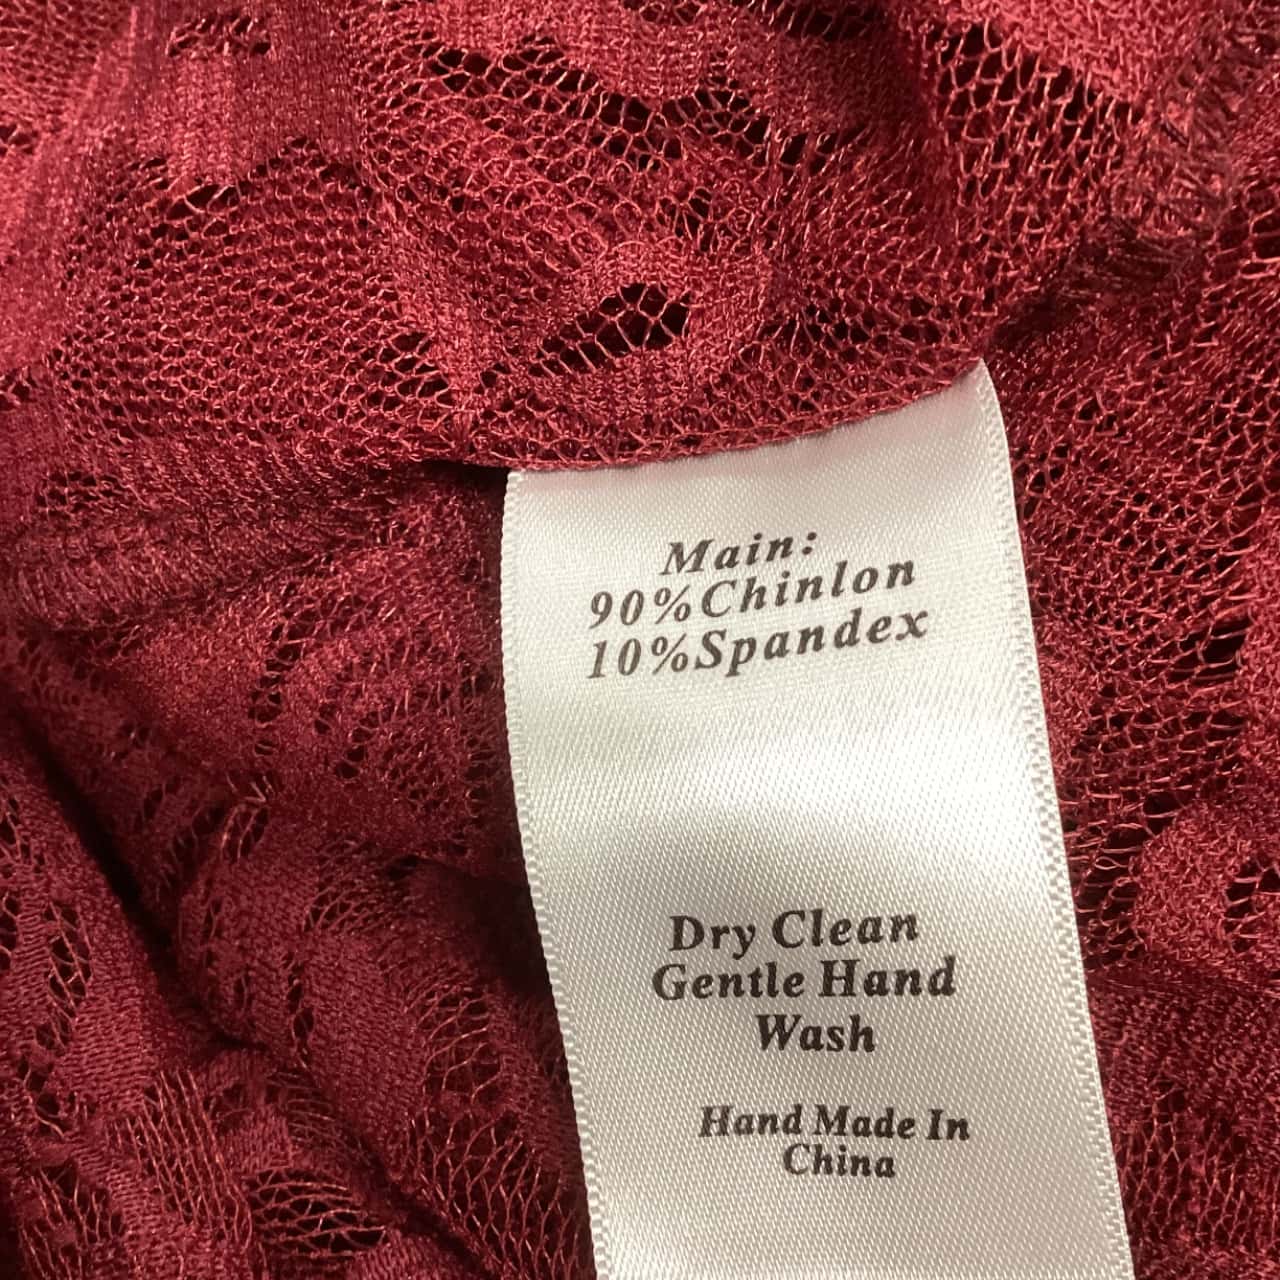 Main:
90%Chinlon
10%Spandex
Dry Clean
Gentle Hand
Wash
Hand Made In
China